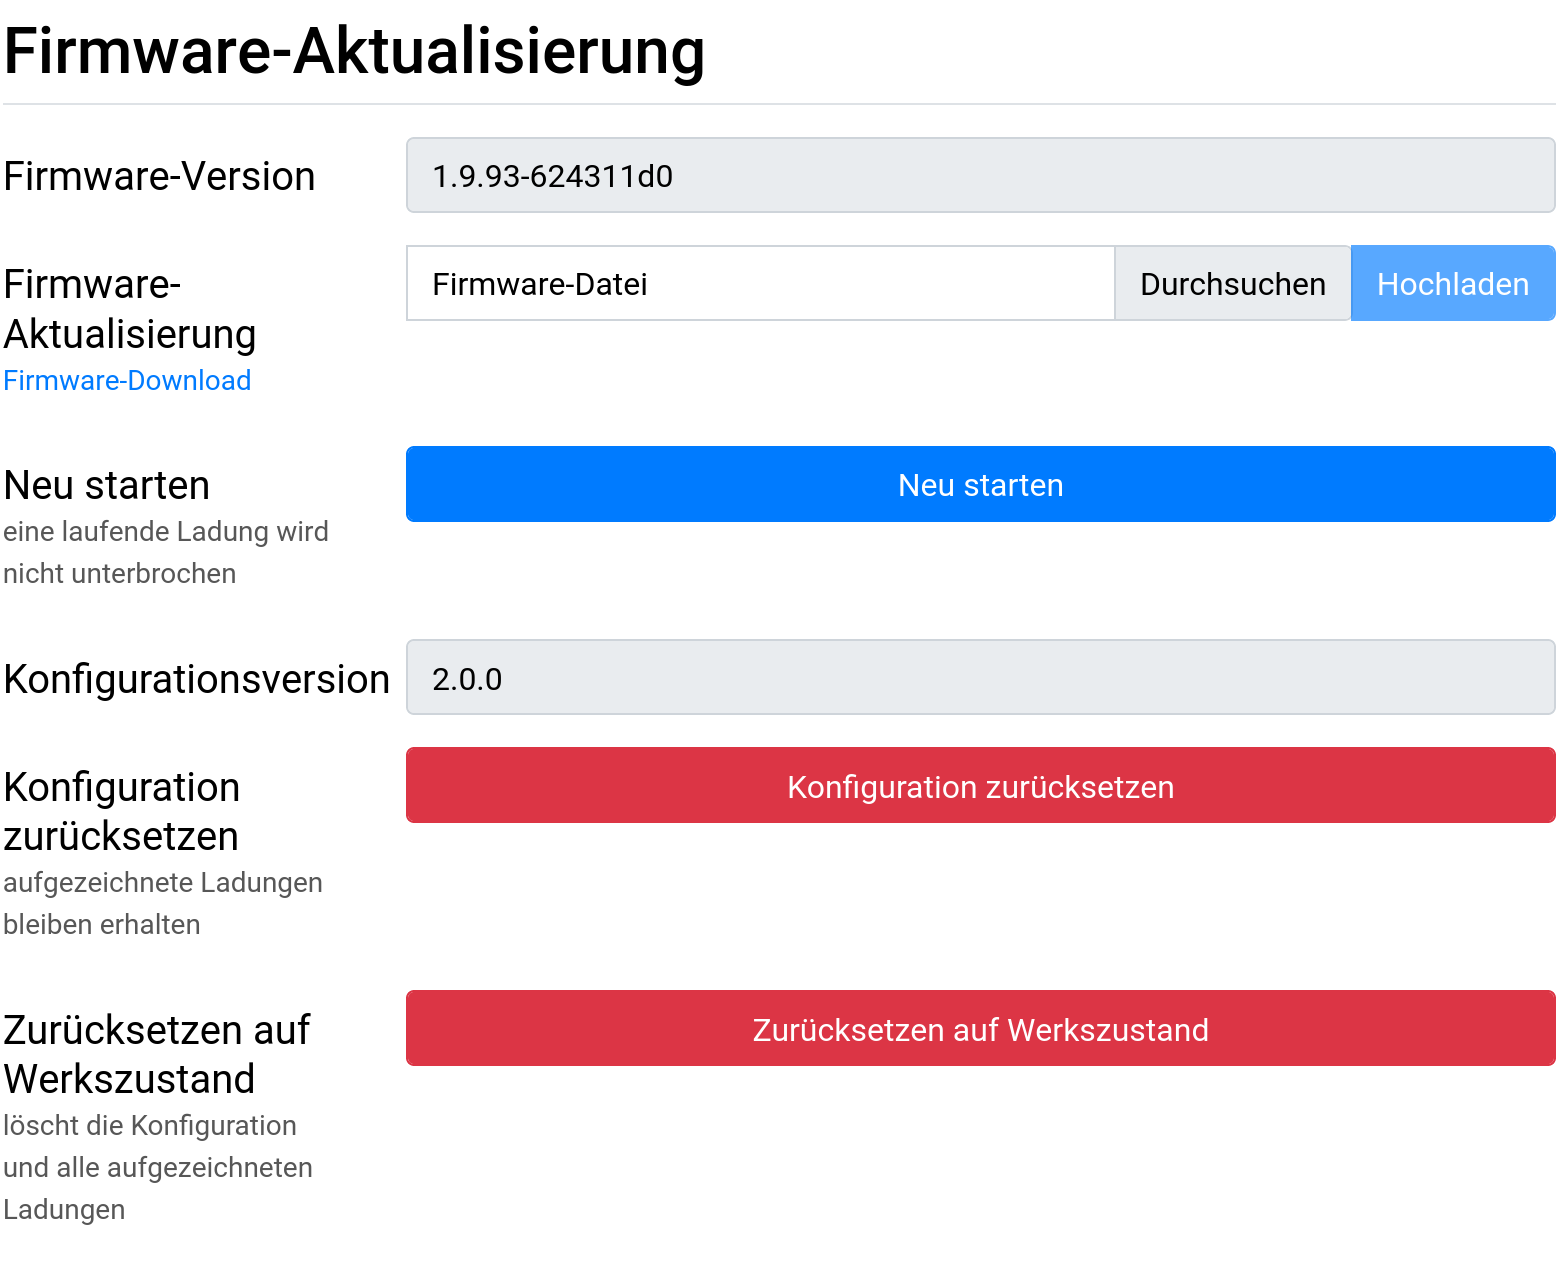 Firmware-Aktualisierung
Firmware-Version
1.9.93-624311d0
Firmware-
Aktualisierung
Firmware-Download
Firmware-Datei
Durchsuchen
Hochladen
Neu starten
eine laufende Ladung wird
nicht unterbrochen
Neu starten
Konfigurationsversion
2.0.0
Konfiguration
zurücksetzen
aufgezeichnete Ladungen
bleiben erhalten
Konfiguration zurücksetzen
Zurücksetzen auf
Werkszustand
löscht die Konfiguration
und alle aufgezeichneten
Ladungen
Zurücksetzen auf Werkszustand